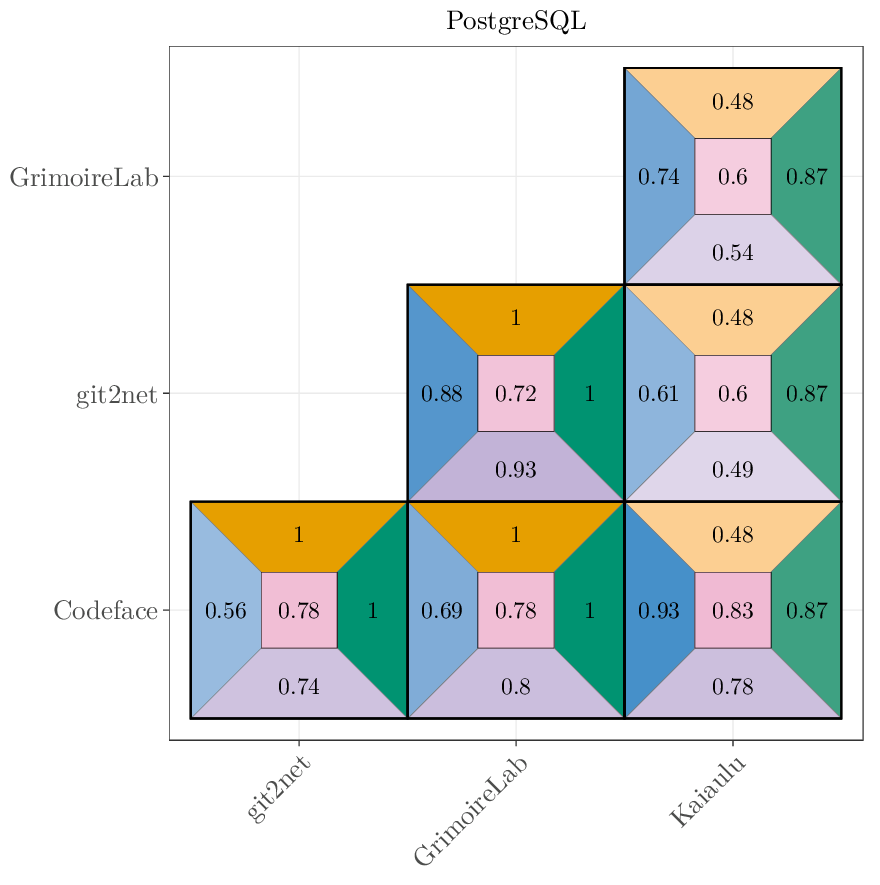 PostgreSQL
0.48
GrimoireLab
0.74 0.6 0.87
0.54
1 0.48
git2net
0.88 0.72 1 0.61 0.6 0.87
0.93 0.49
1 1 0.48
Codeface
0.56 0.78 1 0.69 0.78 1 0.93 0.83 0.87
0.74 0.8 0.78
git2net
GrimoireLab
Kaiaulu